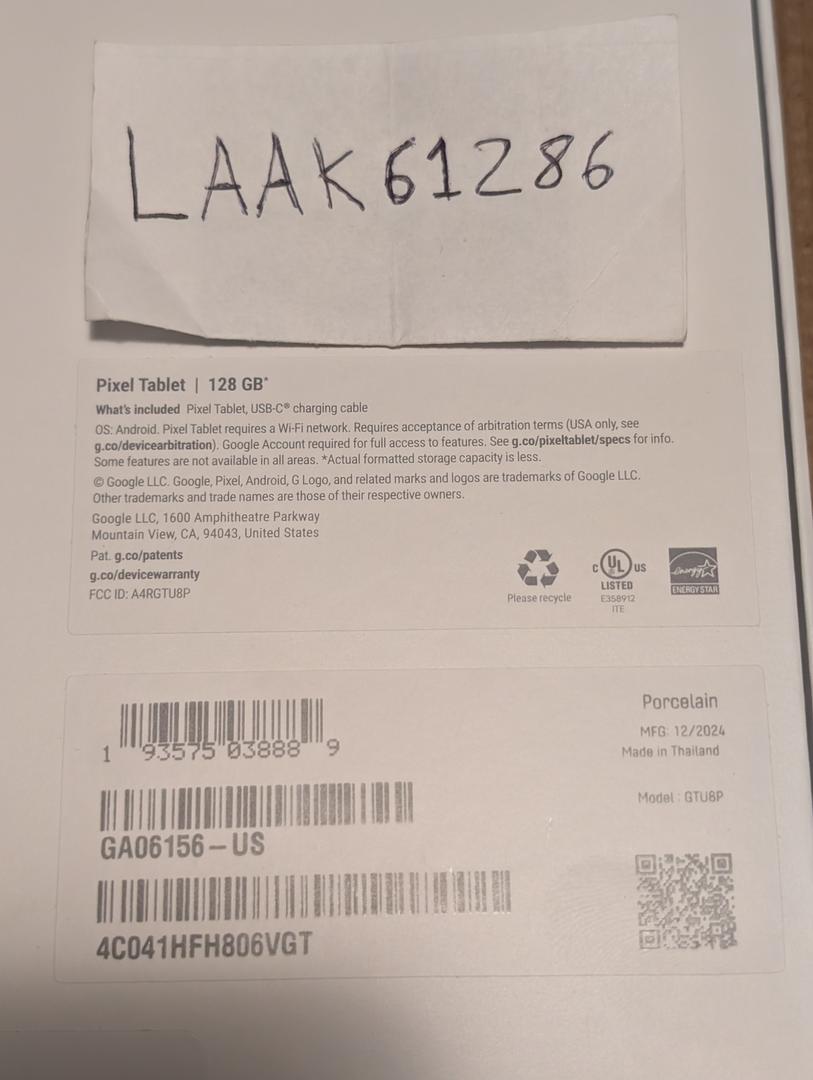 LAAK61286
Pixel Tablet | 128 GB*
What's included Pixel Tablet, USB-C® charging cable
OS: Android. Pixel Tablet requires a Wi-Fi network. Requires acceptance of arbitration terms (USA only, see
g.co/devicearbitration). Google Account required for full access to features. See g.co/pixeltablet/specs for info.
Some features are not available in all areas. *Actual formatted storage capacity is less.
© Google LLC. Google, Pixel, Android, G Logo, and related marks and logos are trademarks of Google LLC.
Other trademarks and trade names are those of their respective owners.
Google LLC, 1600 Amphitheatre Parkway
Mountain View, CA, 94043, United States
Pat. g.co/patents
g.co/devicewarranty
FCC ID: A4RGTU8P
Please recycle
C UL US
LISTED
E358912
ITE
energy
ENERGY STAR
1 93575 03888 9
GA06156-US
4C041HFH806VGT
Porcelain
MFG: 12/2024
Made in Thailand
Model : GTU8P